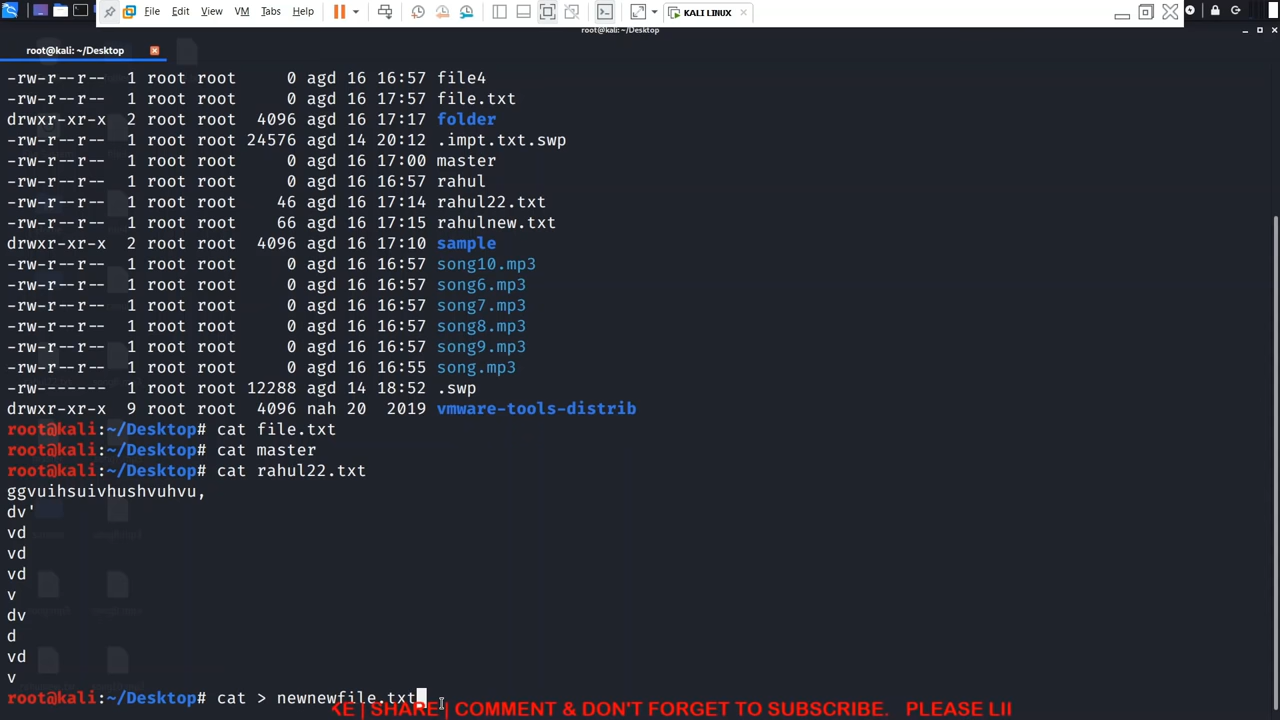 File Edit View VM Tabs Help KALI LINUX
root@kali: ~/Desktop
root@kali: ~/Desktop
-rw-r--r-- 1 root root 0 agd 16 16:57 file4
-rw-r--r-- 1 root root 0 agd 16 17:57 file.txt
drwxr-xr-x 2 root root 4096 agd 16 17:17 folder
-rw-r--r-- 1 root root 24576 agd 14 20:12 .impt.txt.swp
-rw-r--r-- 1 root root 0 agd 16 17:00 master
-rw-r--r-- 1 root root 0 agd 16 16:57 rahul
-rw-r--r-- 1 root root 46 agd 16 17:14 rahul22.txt
-rw-r--r-- 1 root root 66 agd 16 17:15 rahulnew.txt
drwxr-xr-x 2 root root 4096 agd 16 17:10 sample
-rw-r--r-- 1 root root 0 agd 16 16:57 song10.mp3
-rw-r--r-- 1 root root 0 agd 16 16:57 song6.mp3
-rw-r--r-- 1 root root 0 agd 16 16:57 song7.mp3
-rw-r--r-- 1 root root 0 agd 16 16:57 song8.mp3
-rw-r--r-- 1 root root 0 agd 16 16:57 song9.mp3
-rw-r--r-- 1 root root 0 agd 16 16:55 song.mp3
-rw------- 1 root root 12288 agd 14 18:52 .swp
drwxr-xr-x 9 root root 4096 nah 20 2019 vmware-tools-distrib
root@kali:~/Desktop# cat file.txt
root@kali:~/Desktop# cat master
root@kali:~/Desktop# cat rahul22.txt
ggvuihsuivhushvuhvu,
dv'
vd
vd
vd
v
dv
d
vd
v
root@kali:~/Desktop# cat > newnewfile.txt
KE | SHARE | COMMENT & DON'T FORGET TO SUBSCRIBE. PLEASE LII